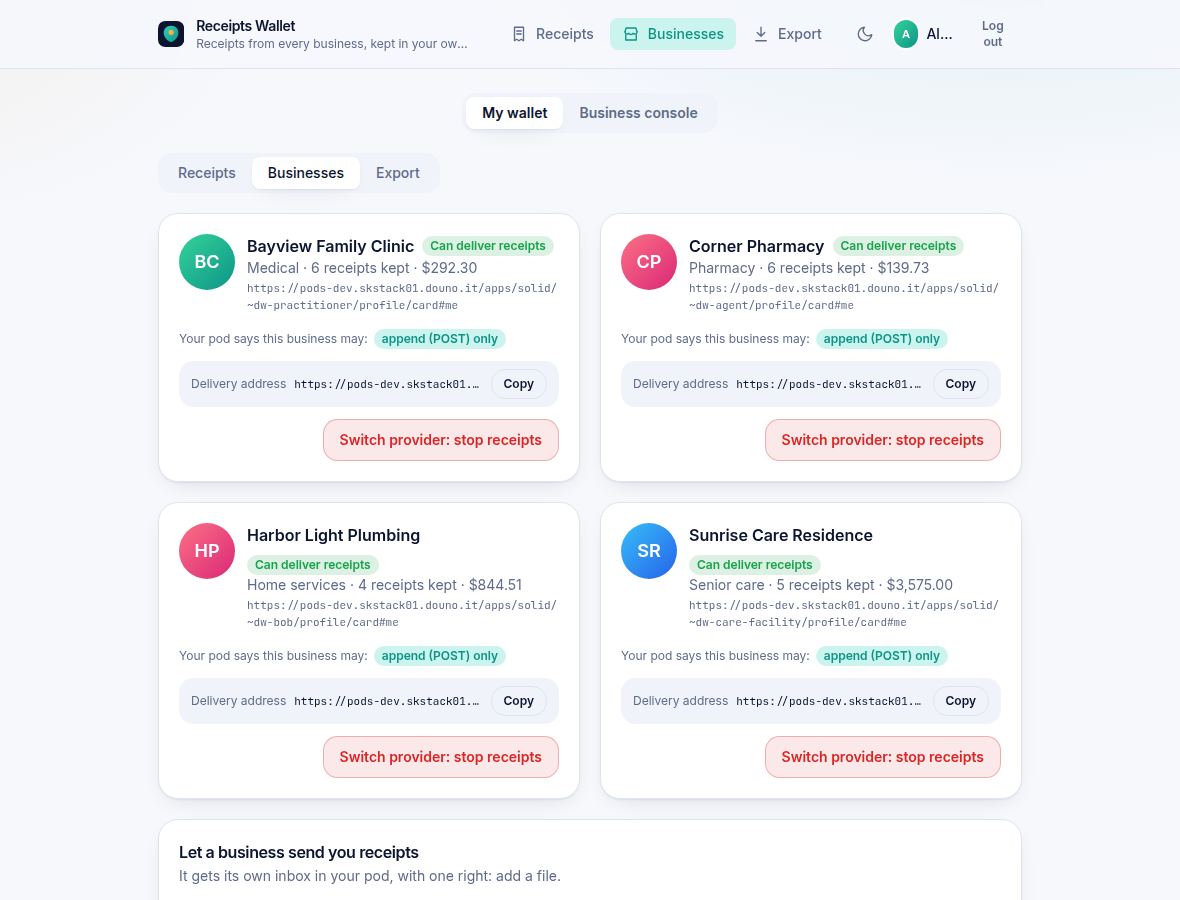 Receipts Wallet
Receipts from every business, kept in your ow...
Receipts
Businesses
Export
A
Al...
Log
out
My wallet
Business console
Receipts
Businesses
Export
BC
Bayview Family Clinic
Can deliver receipts
Medical · 6 receipts kept · $292.30
https://pods-dev.skstack01.douno.it/apps/solid/
~dw-practitioner/profile/card#me
Your pod says this business may: append (POST) only
Delivery address https://pods-dev.skstack01.… Copy
Switch provider: stop receipts
CP
Corner Pharmacy
Can deliver receipts
Pharmacy · 6 receipts kept · $139.73
https://pods-dev.skstack01.douno.it/apps/solid/
~dw-agent/profile/card#me
Your pod says this business may: append (POST) only
Delivery address https://pods-dev.skstack01.… Copy
Switch provider: stop receipts
HP
Harbor Light Plumbing
Can deliver receipts
Home services · 4 receipts kept · $844.51
https://pods-dev.skstack01.douno.it/apps/solid/
~dw-bob/profile/card#me
Your pod says this business may: append (POST) only
Delivery address https://pods-dev.skstack01.… Copy
Switch provider: stop receipts
SR
Sunrise Care Residence
Can deliver receipts
Senior care · 5 receipts kept · $3,575.00
https://pods-dev.skstack01.douno.it/apps/solid/
~dw-care-facility/profile/card#me
Your pod says this business may: append (POST) only
Delivery address https://pods-dev.skstack01.… Copy
Switch provider: stop receipts
Let a business send you receipts
It gets its own inbox in your pod, with one right: add a file.